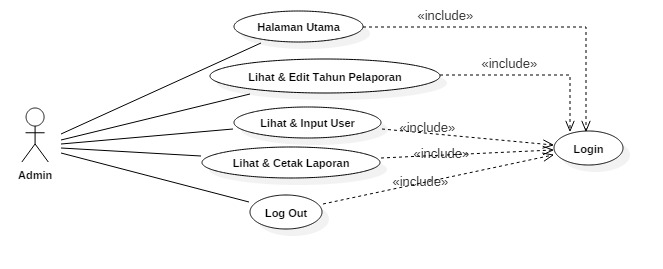 «include»
Halaman Utama
«include»
Lihat & Edit Tahun Pelaporan
Lihat & Input User
«include»
Login
Lihat & Cetak Laporan
«include»
Admin
«include»
Log Out